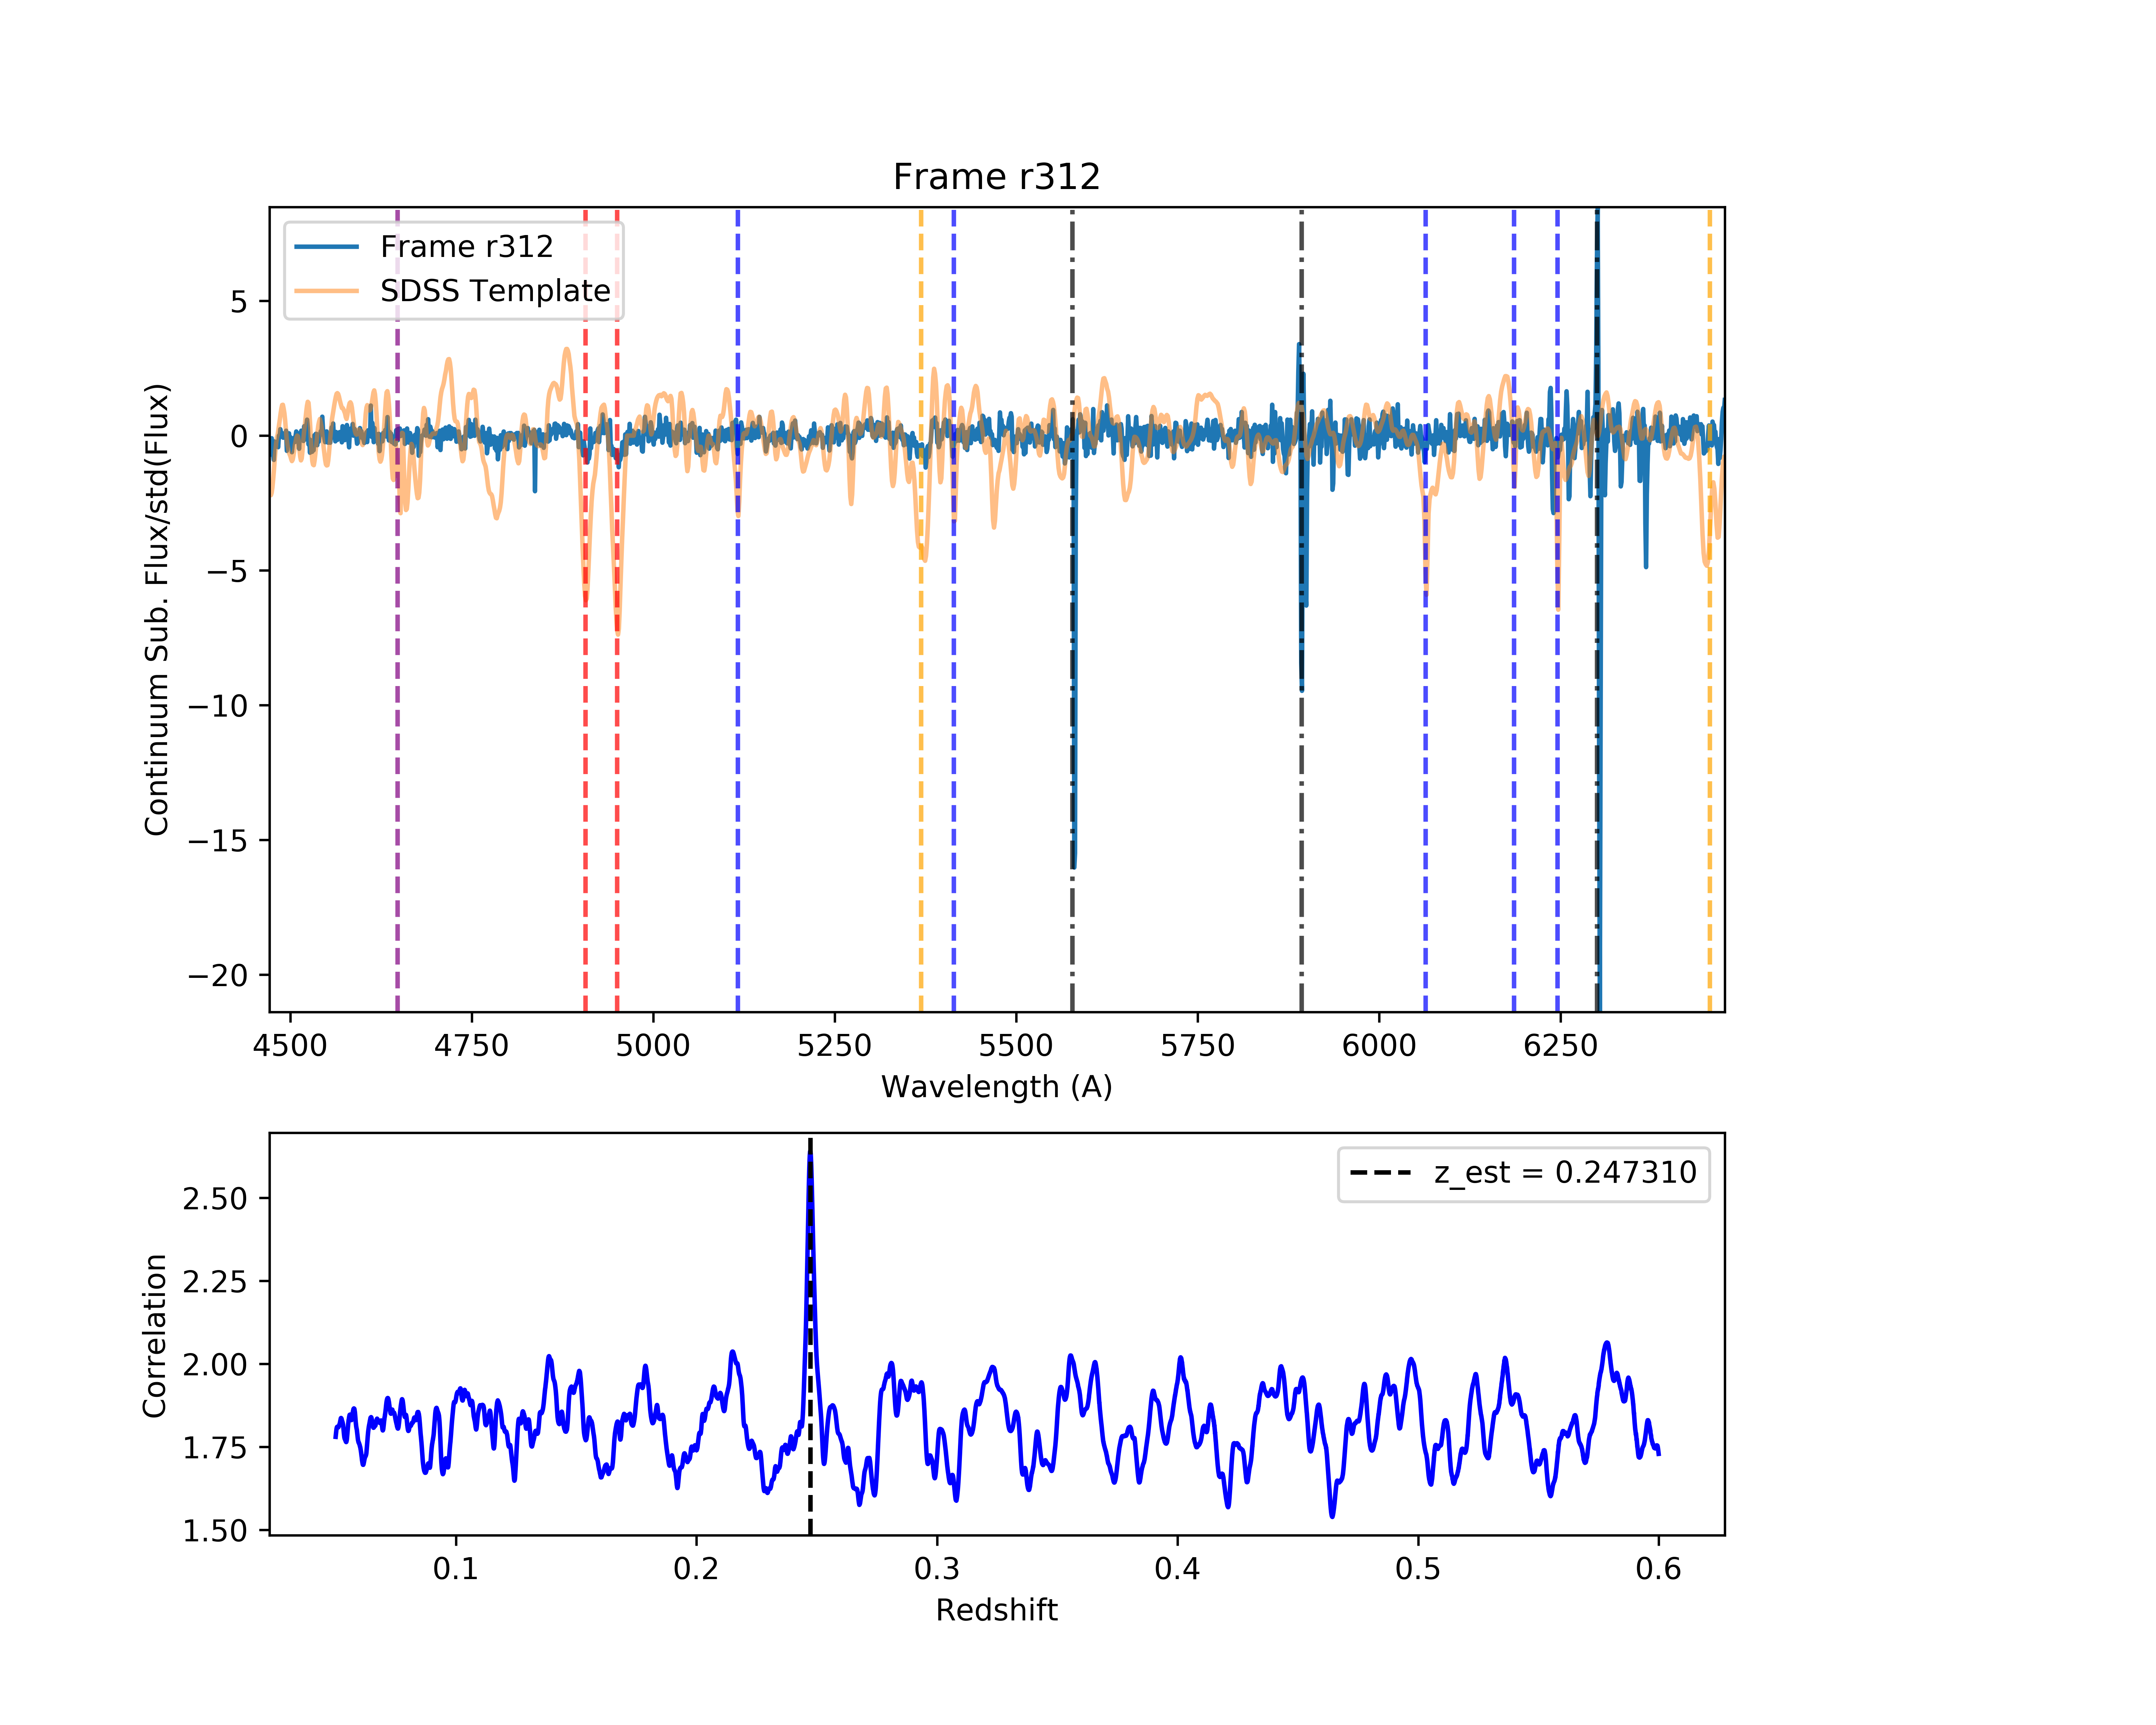 Frame r312
Frame r312
SDSS Template
5
0
−5
−10
−15
−20
Continuum Sub. Flux/std(Flux)
4500 4750 5000 5250 5500 5750 6000 6250
Wavelength (A)
z_est = 0.247310
2.50
2.25
2.00
1.75
1.50
Correlation
0.1 0.2 0.3 0.4 0.5 0.6
Redshift